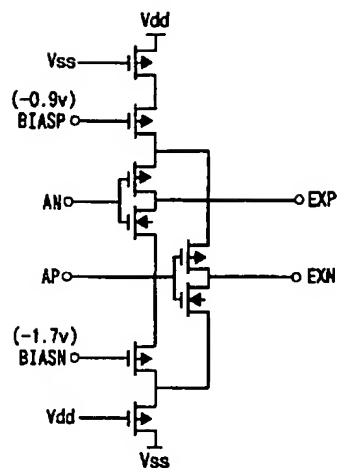 Vdd
Vss
(-0.9v)
BIASP
AN
EXP
AP
EXN
(-1.7v)
BIASN
Vdd
Vss